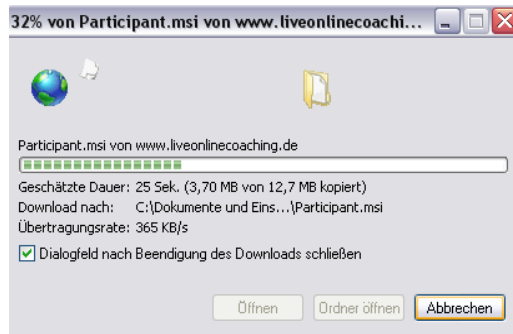 32% von Participant.msi von www.liveonlinecoachi...
Participant.msi von www.liveonlinecoaching.de
Geschätzte Dauer: 25 Sek. (3,70 MB von 12,7 MB kopiert)
Download nach: C:\Dokumente und Eins...\Participant.msi
Übertragungsrate: 365 KB/s
Dialogfeld nach Beendigung des Downloads schließen
Öffnen Ordner öffnen Abbrechen